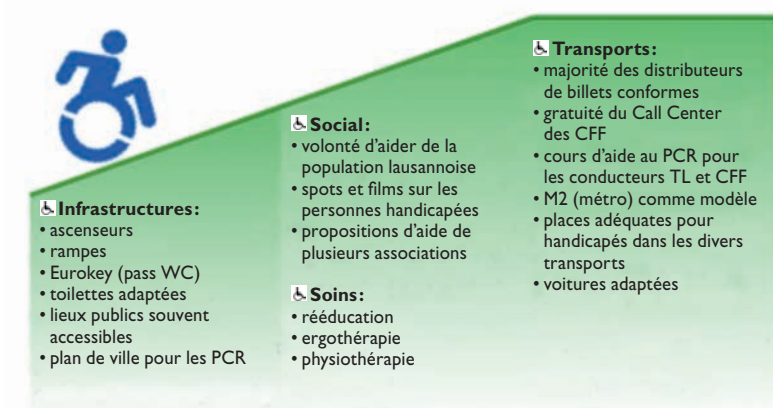 Infrastructures:
• ascenseurs
• rampes
• Eurokey (pass WC)
• toilettes adaptées
• lieux publics souvent
accessibles
• plan de ville pour les PCR
Social:
• volonté d'aider de la
population lausannoise
• spots et films sur les
personnes handicapées
• propositions d'aide de
plusieurs associations
Soins:
• rééducation
• ergothérapie
• physiothérapie
Transports:
• majorité des distributeurs
de billets conformes
• gratuité du Call Center
des CFF
• cours d'aide au PCR pour
les conducteurs TL et CFF
• M2 (métro) comme modèle
• places adéquates pour
handicapés dans les divers
transports
• voitures adaptées